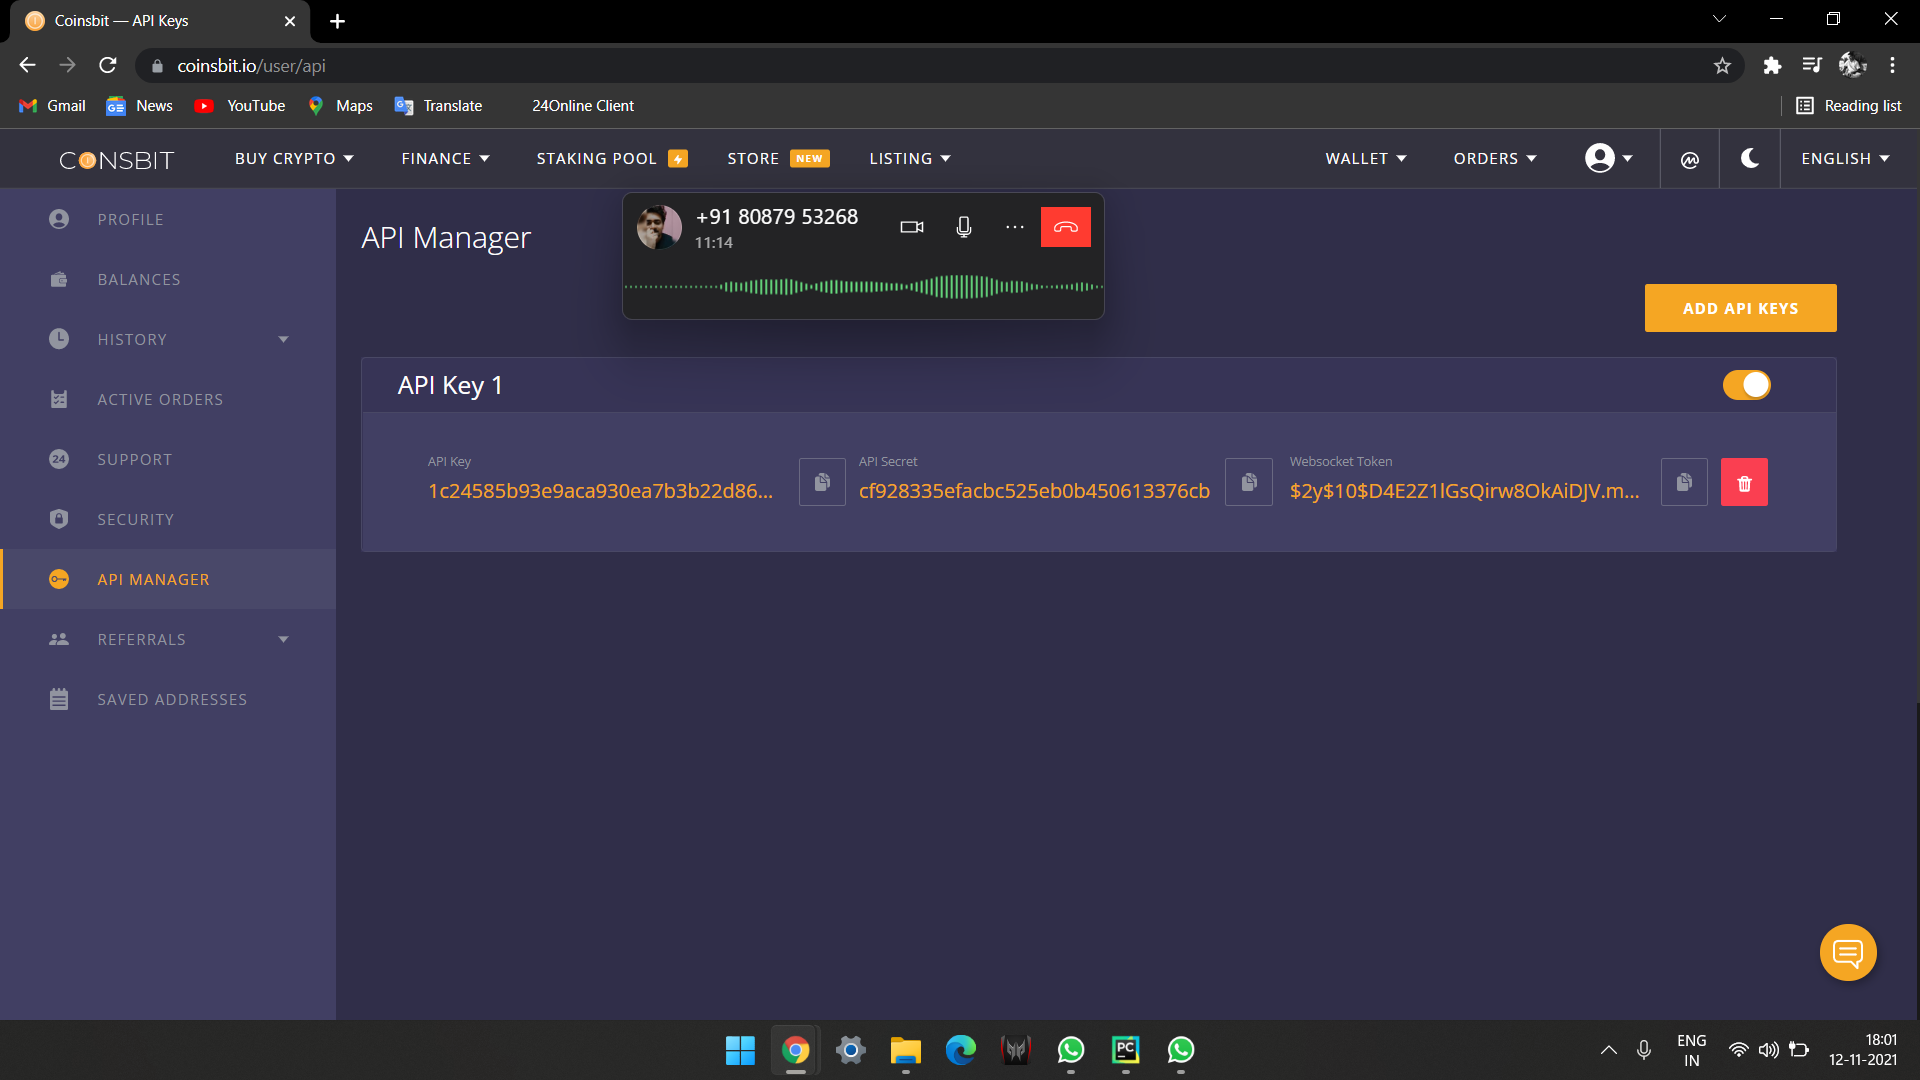 Coinsbit — API Keys
coinsbit.io/user/api
Gmail News YouTube Maps Translate 24Online Client Reading list
COINSBIT BUY CRYPTO FINANCE STAKING POOL STORE NEW LISTING WALLET ORDERS ENGLISH
PROFILE
BALANCES
HISTORY
ACTIVE ORDERS
24 SUPPORT
SECURITY
API MANAGER
REFERRALS
SAVED ADDRESSES
API Manager
+91 80879 53268
11:14
ADD API KEYS
API Key 1
API Key API Secret Websocket Token
1c24585b93e9aca930ea7b3b22d86... cf928335efacbc525eb0b450613376cb $2y$10$D4E2Z1lGsQirw8OkAiDJV.m...
PC
ENG
IN
18:01
12-11-2021